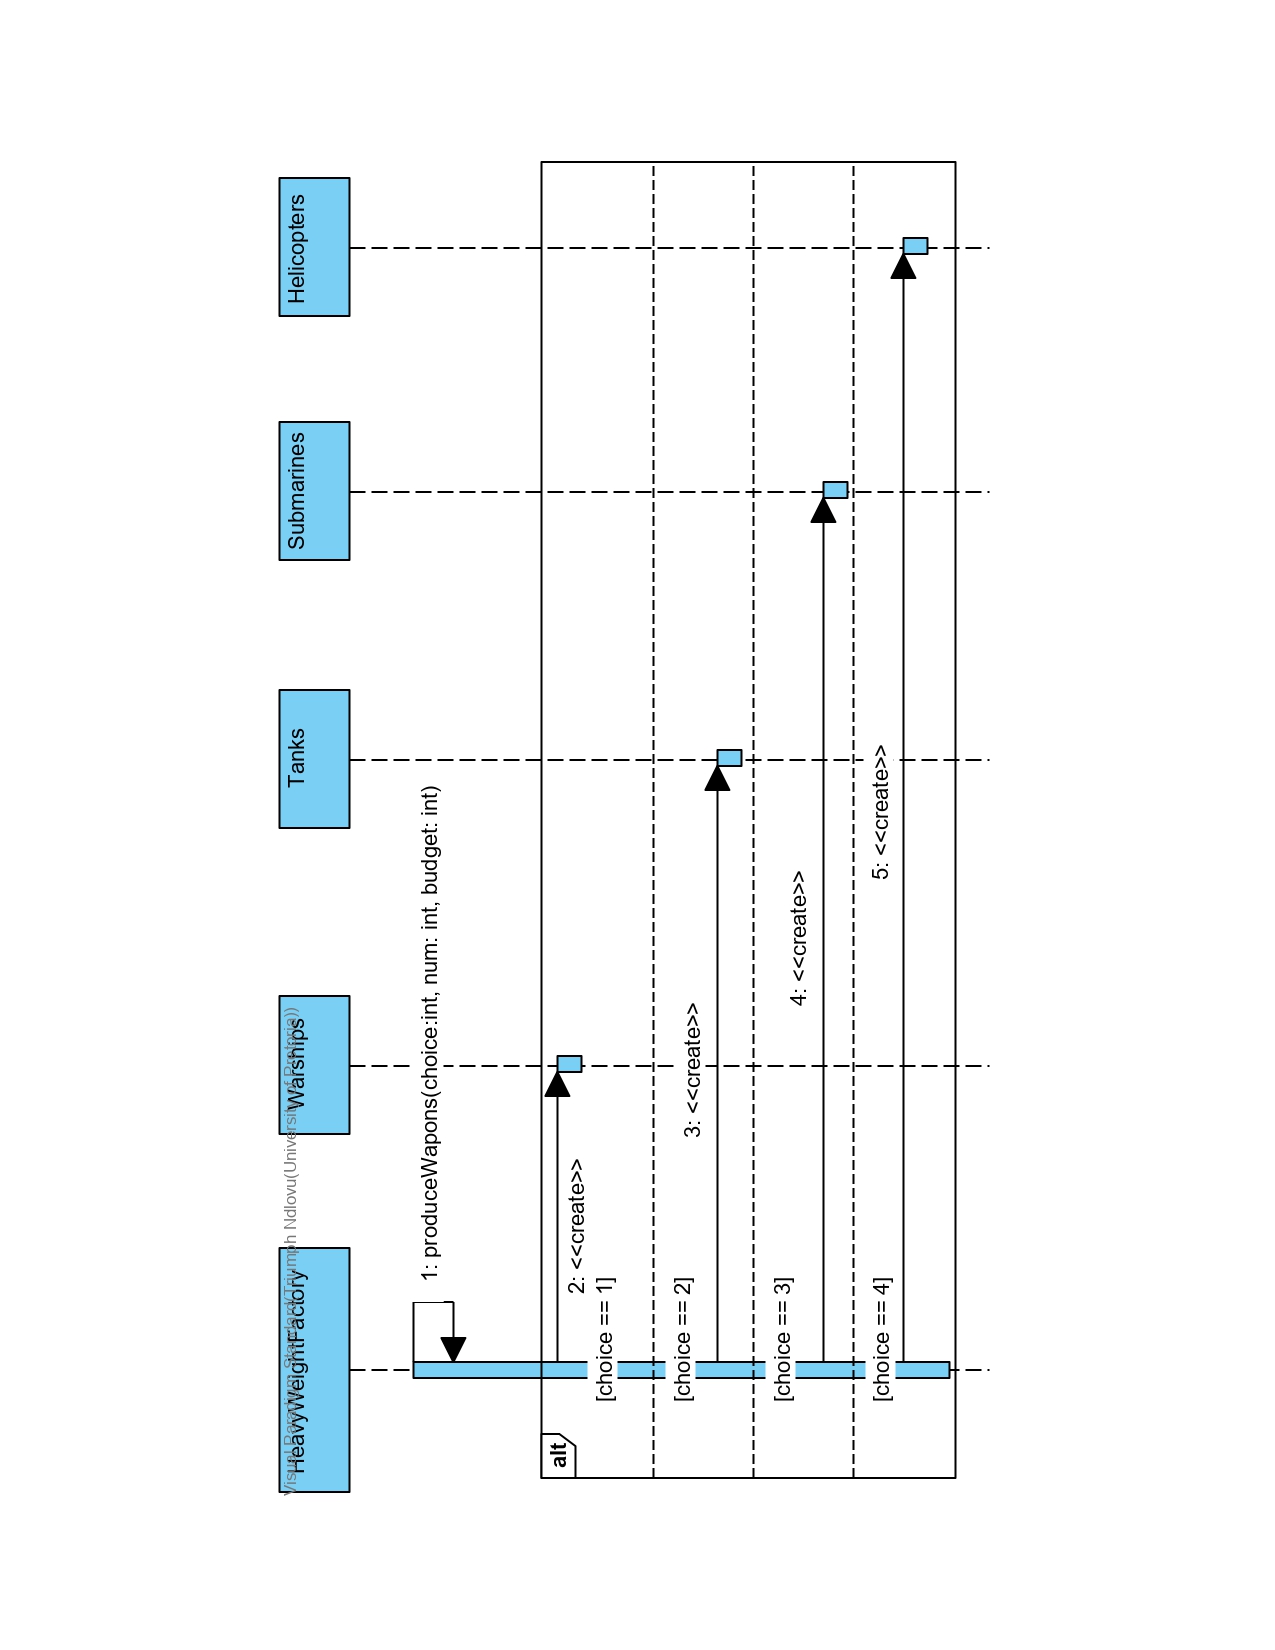 Visual Paradigm Standard(Triumph Ndlovu(University of Pretoria))
HeavyWeightFactory
Warships
Tanks
Submarines
Helicopters
1: produceWapons(choice:int, num: int, budget: int)
alt
2: <<create>>
[choice == 1]
[choice == 2]
3: <<create>>
[choice == 3]
4: <<create>>
[choice == 4]
5: <<create>>